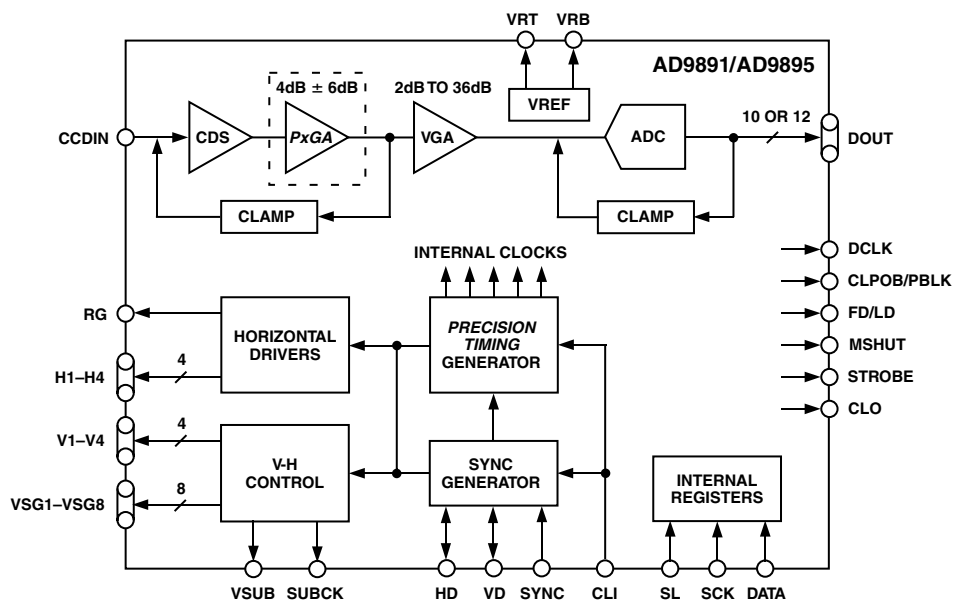 VRT VRB
AD9891/AD9895
4dB ± 6dB
2dB TO 36dB
VREF
10 OR 12
CCDIN
CDS
PxGA
VGA
ADC
DOUT
CLAMP
CLAMP
INTERNAL CLOCKS
DCLK
CLPOB/PBLK
FD/LD
MSHUT
STROBE
CLO
RG
HORIZONTAL
DRIVERS
PRECISION
TIMING
GENERATOR
H1–H4
4
V1–V4
4
V-H
CONTROL
SYNC
GENERATOR
INTERNAL
REGISTERS
VSG1–VSG8
8
VSUB SUBCK HD VD SYNC CLI SL SCK DATA